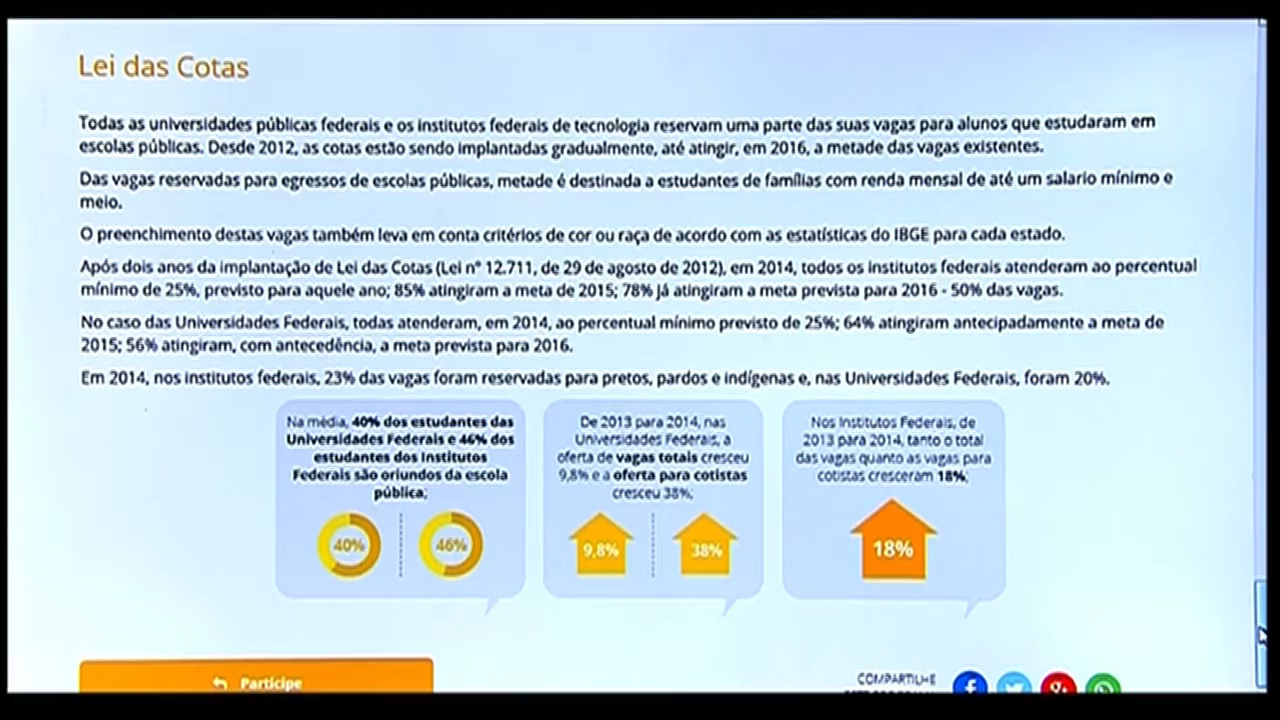 Lei das Cotas
Todas as universidades públicas federais e os institutos federais de tecnologia reservam uma parte das suas vagas para alunos que estudaram em
escolas públicas. Desde 2012, as cotas estão sendo implantadas gradualmente, até atingir, em 2016, a metade das vagas existentes.
Das vagas reservadas para egressos de escolas públicas, metade é destinada a estudantes de famílias com renda mensal de até um salario mínimo e
meio.
O preenchimento destas vagas também leva em conta critérios de cor ou raça de acordo com as estatísticas do IBGE para cada estado.
Após dois anos da implantação de Lei das Cotas (Lei nº 12.711, de 29 de agosto de 2012), em 2014, todos os institutos federais atenderam ao percentual
mínimo de 25%, previsto para aquele ano; 85% atingiram a meta de 2015; 78% já atingiram a meta prevista para 2016 - 50% das vagas.
No caso das Universidades Federais, todas atenderam, em 2014, ao percentual mínimo previsto de 25%; 64% atingiram antecipadamente a meta de
2015; 56% atingiram, com antecedência, a meta prevista para 2016.
Em 2014, nos institutos federais, 23% das vagas foram reservadas para pretos, pardos e indígenas e, nas Universidades Federais, foram 20%.
Na média, 40% dos estudantes das
Universidades Federais e 46% dos
estudantes dos Institutos
Federais são oriundos da escola
pública;
40%
46%
De 2013 para 2014, nas
Universidades Federais, a
oferta de vagas totais cresceu
9,8% e a oferta para cotistas
cresceu 38%;
9,8%
38%
Nos Institutos Federais, de
2013 para 2014, tanto o total
das vagas quanto as vagas para
cotistas cresceram 18%;
18%
Participe
COMPARTILHE